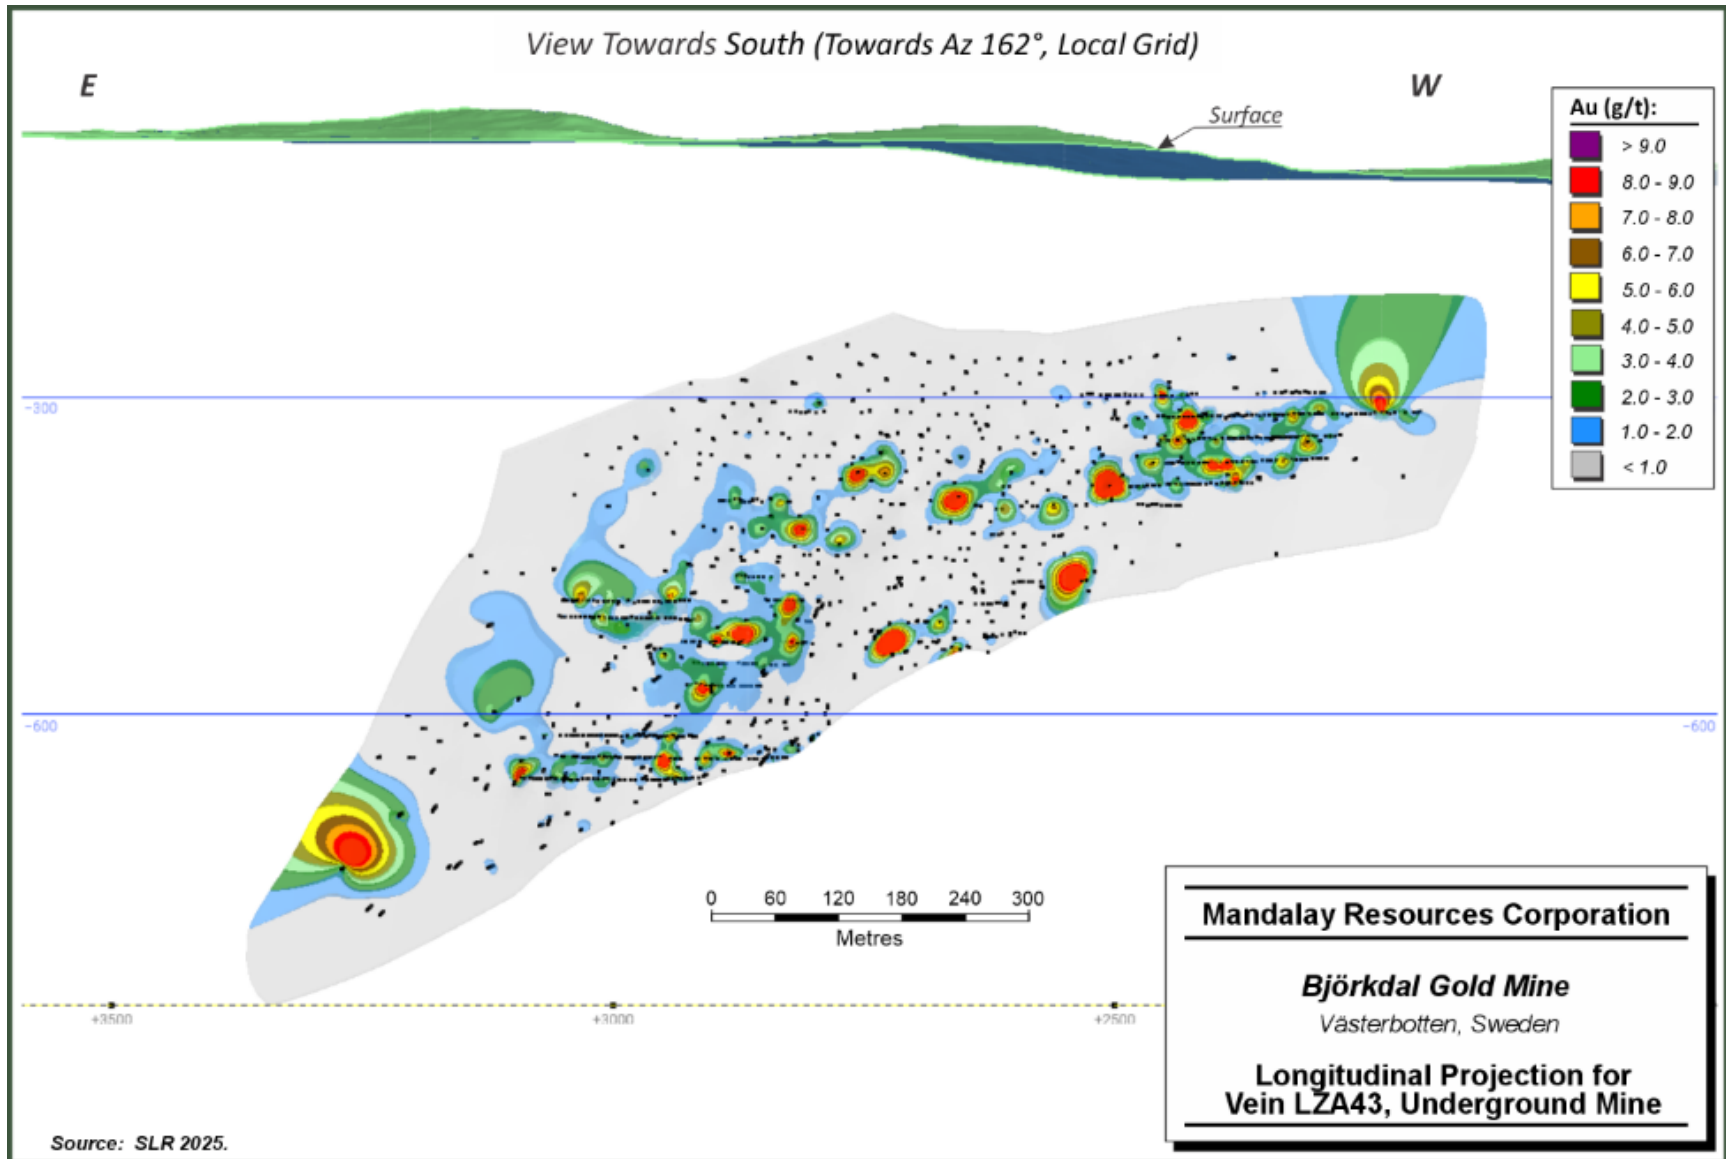 View Towards South (Towards Az 162°, Local Grid)
E
W
Surface
Au (g/t):
> 9.0
8.0 - 9.0
7.0 - 8.0
6.0 - 7.0
5.0 - 6.0
4.0 - 5.0
3.0 - 4.0
2.0 - 3.0
1.0 - 2.0
< 1.0
-300
-600
-600
0 60 120 180 240 300
Metres
+3500
+3000
+2500
Mandalay Resources Corporation
Björkdal Gold Mine
Västerbotten, Sweden
Longitudinal Projection for
Vein LZA43, Underground Mine
Source: SLR 2025.